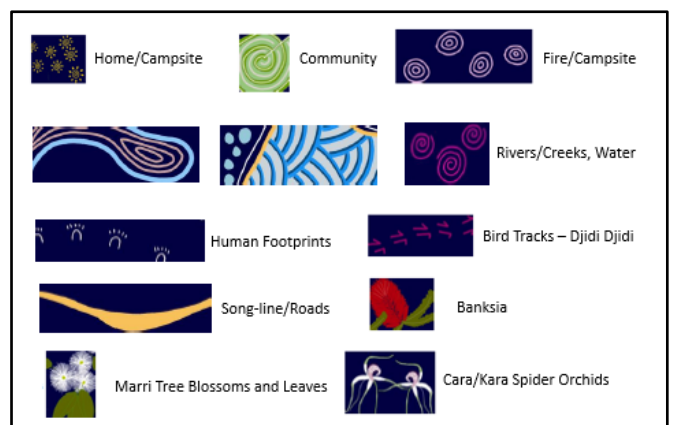 Home/Campsite
Community
Fire/Campsite
Rivers/Creeks, Water
Human Footprints
Bird Tracks – Djidi Djidi
Song-line/Roads
Banksia
Marri Tree Blossoms and Leaves
Cara/Kara Spider Orchids